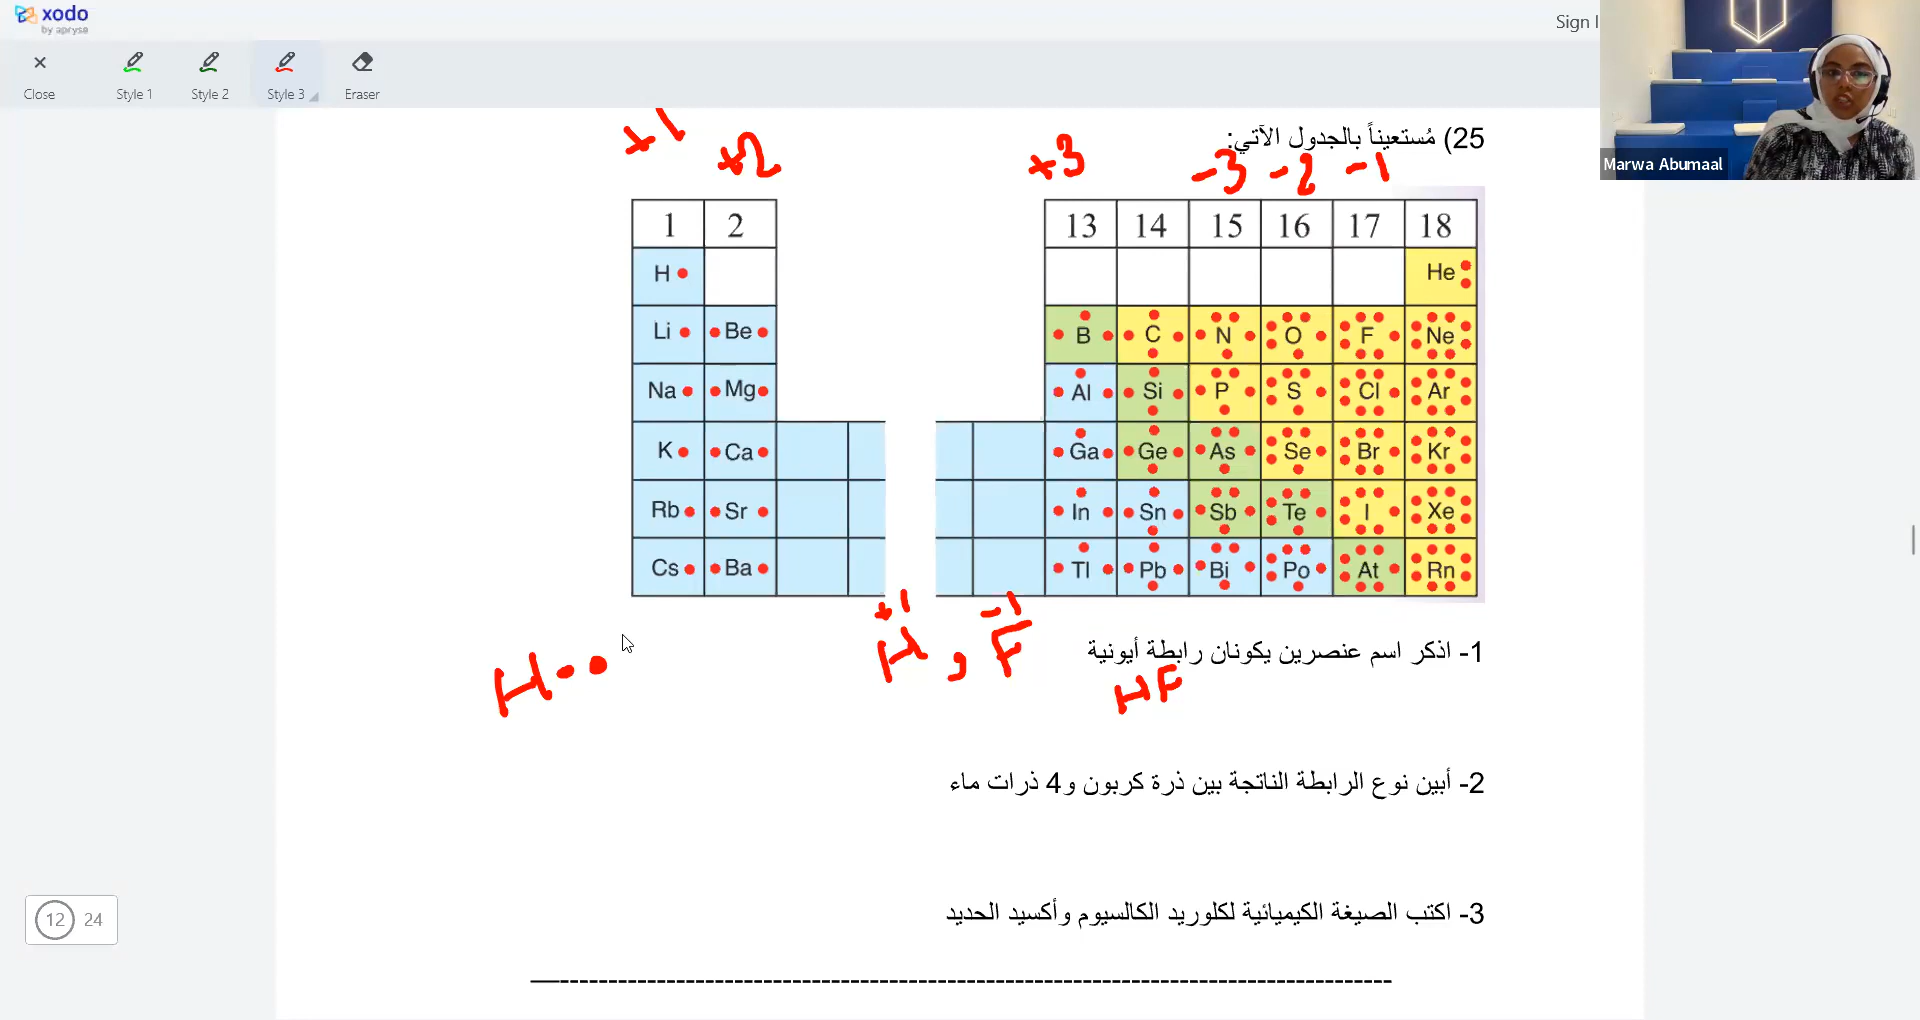 xodo
by apryse
Sign I
Close
Style 1
Style 2
Style 3
Eraser
Marwa Abumaal
25) مُستعيناً بالجدول الآتي:
+1 +2 +3 -3 -2 -1
1 2 13 14 15 16 17 18
H He
Li Be B C N O F Ne
Na Mg Al Si P S Cl Ar
K Ca Ga Ge As Se Br Kr
Rb Sr In Sn Sb Te I Xe
Cs Ba Tl Pb Bi Po At Rn
+1 -1
H , F
1- اذكر اسم عنصرين يكونان رابطة أيونية
H
HF
2- أبين نوع الرابطة الناتجة بين ذرة كربون و4 ذرات ماء
3- اكتب الصيغة الكيميائية لكلوريد الكالسيوم وأكسيد الحديد
12 24